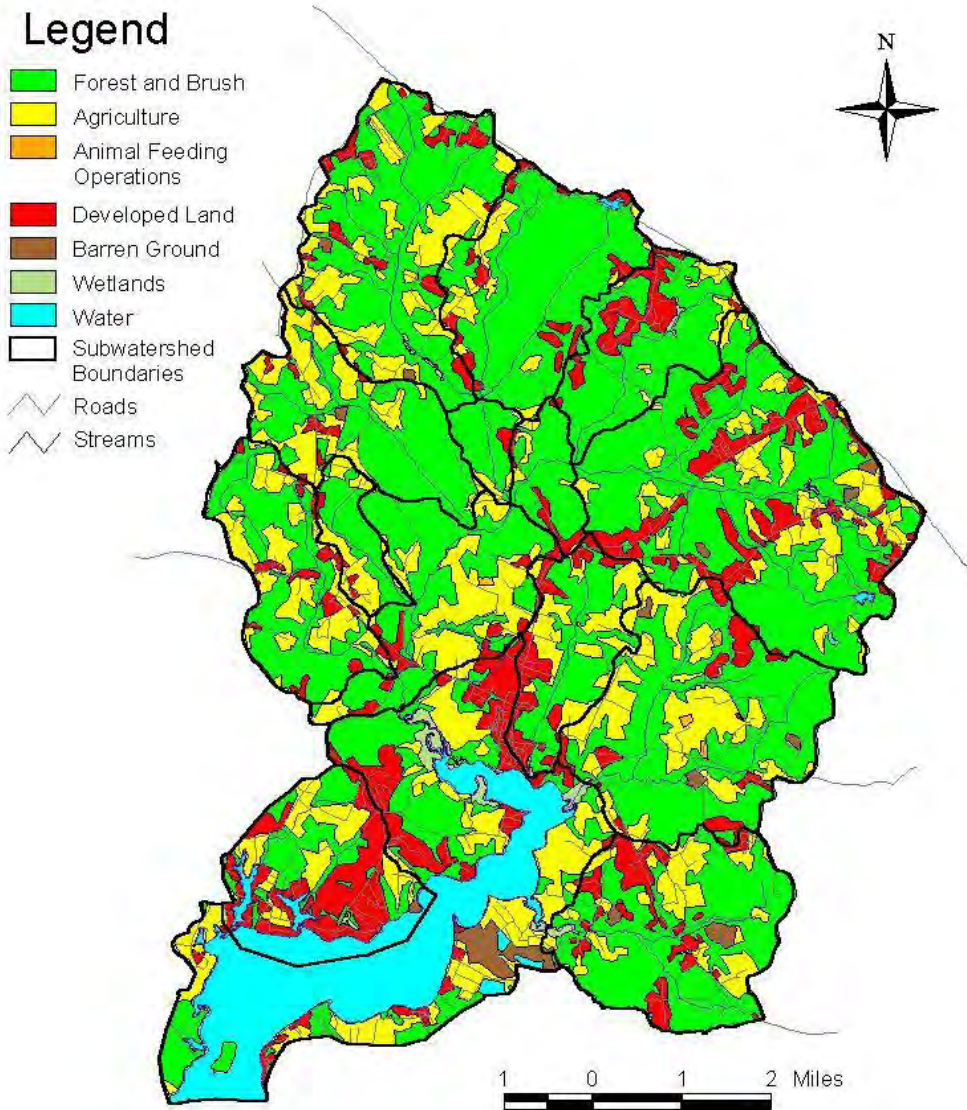 Legend
Forest and Brush
Agriculture
Animal Feeding
Operations
Developed Land
Barren Ground
Wetlands
Water
Subwatershed
Boundaries
Roads
Streams
N
1 0 1 2 Miles